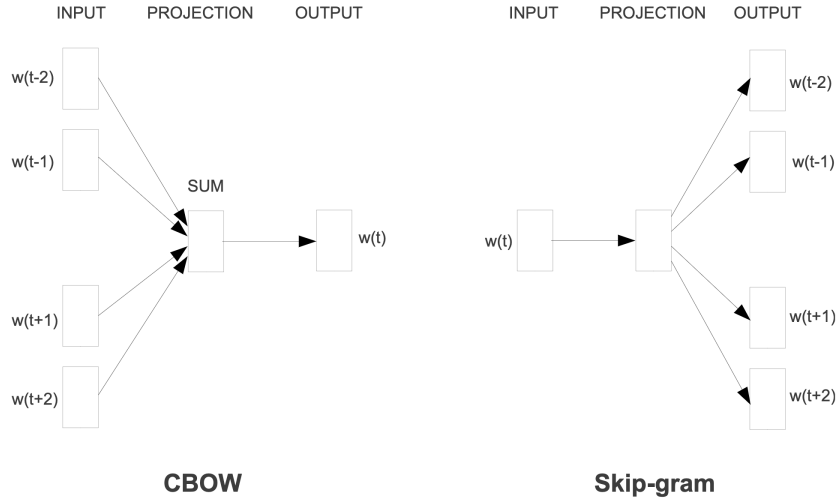 INPUT PROJECTION OUTPUT
w(t-2)
w(t-1)
SUM
w(t)
w(t+1)
w(t+2)
CBOW
INPUT PROJECTION OUTPUT
w(t-2)
w(t-1)
w(t)
w(t+1)
w(t+2)
Skip-gram